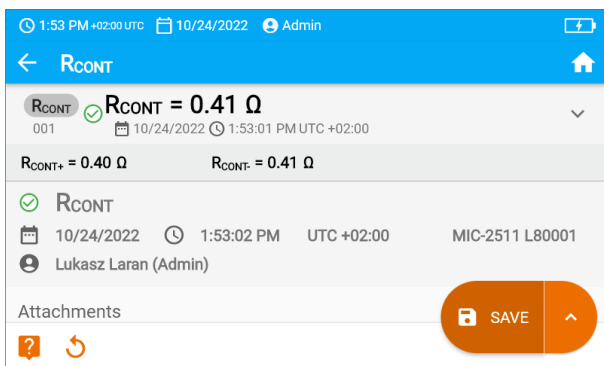 1:53 PM +02:00 UTC 10/24/2022 Admin
RCONT
RCONT RCONT = 0.41 Ω
001 10/24/2022 1:53:01 PM UTC +02:00
RCONT+ = 0.40 Ω RCONT- = 0.41 Ω
RCONT
10/24/2022 1:53:02 PM UTC +02:00 MIC-2511 L80001
Lukasz Laran (Admin)
Attachments
SAVE